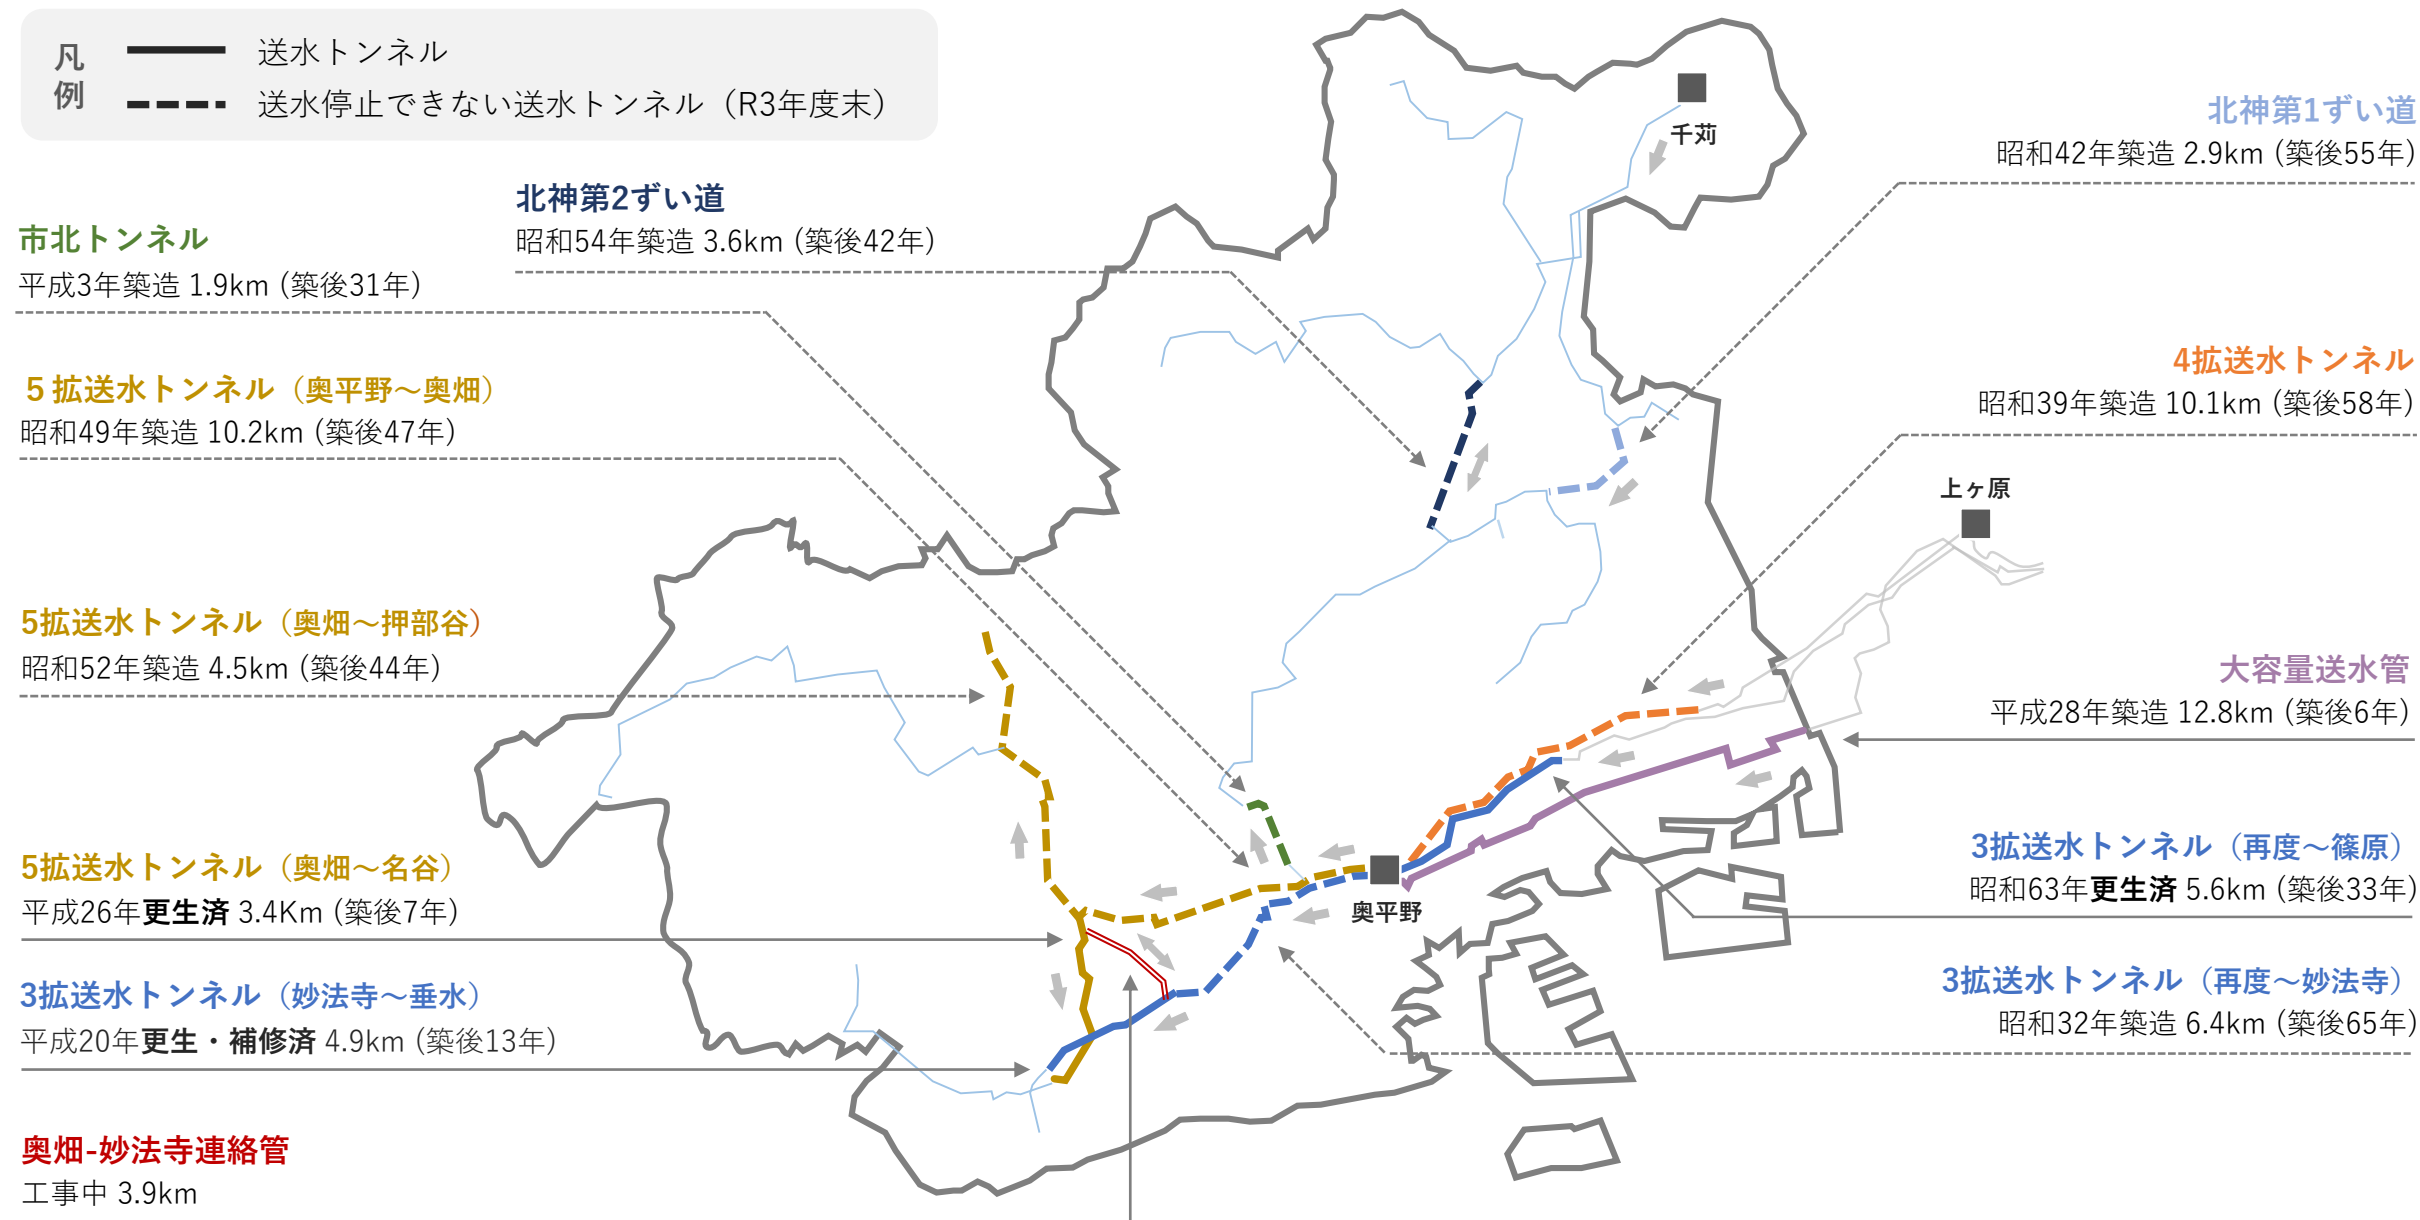 凡例
送水トンネル
送水停止できない送水トンネル（R3年度末）
北神第2ずい道
昭和54年築造 3.6km (築後42年)
市北トンネル
平成3年築造 1.9km (築後31年)
５拡送水トンネル（奥平野～奥畑）
昭和49年築造 10.2km (築後47年)
5拡送水トンネル（奥畑～押部谷）
昭和52年築造 4.5km (築後44年)
5拡送水トンネル（奥畑～名谷）
平成26年更生済 3.4Km (築後7年)
3拡送水トンネル（妙法寺～垂水）
平成20年更生・補修済 4.9km (築後13年)
奥畑-妙法寺連絡管
工事中 3.9km
千苅
北神第1ずい道
昭和42年築造 2.9km (築後55年)
4拡送水トンネル
昭和39年築造 10.1km (築後58年)
上ヶ原
大容量送水管
平成28年築造 12.8km (築後6年)
3拡送水トンネル（再度～篠原）
昭和63年更生済 5.6km (築後33年)
奥平野
3拡送水トンネル（再度～妙法寺）
昭和32年築造 6.4km (築後65年)